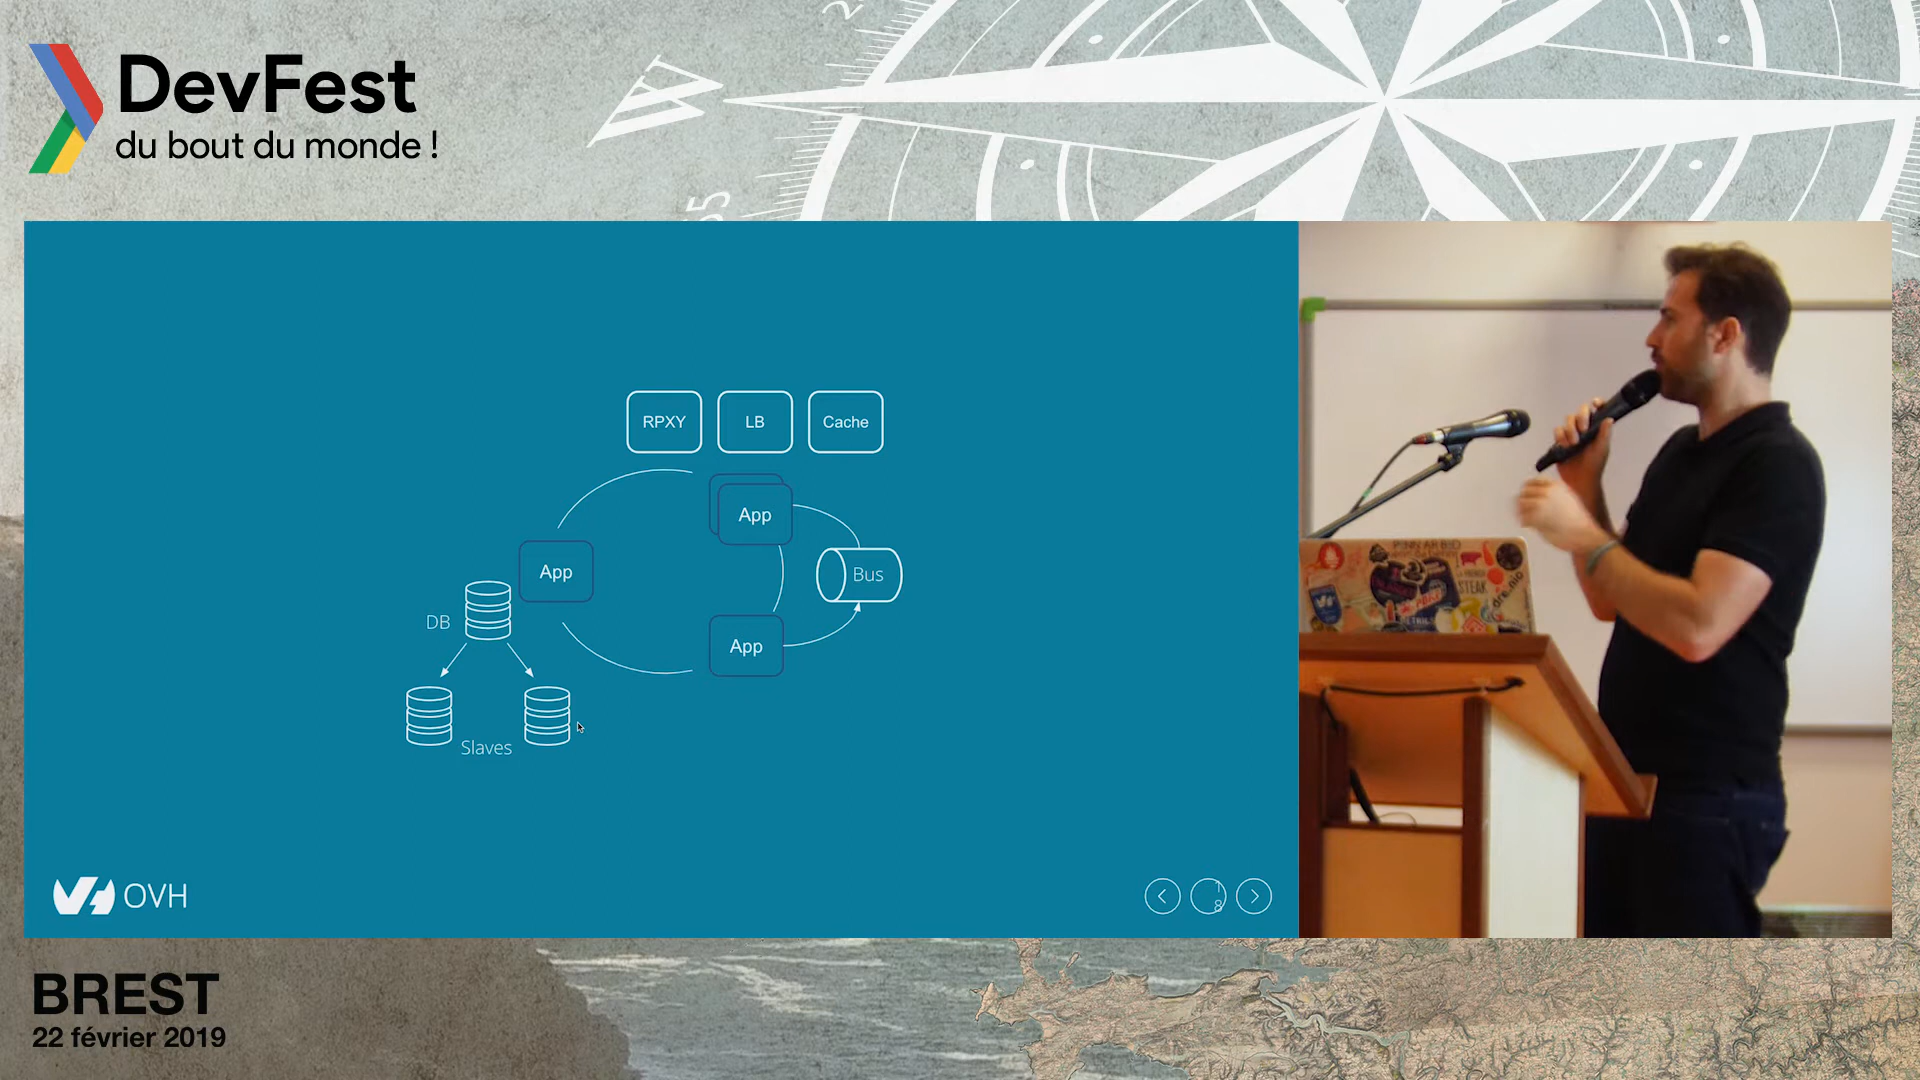 DevFest
du bout du monde !
W
RPXY
LB
Cache
App
App
Bus
DB
App
Slaves
OVH
18
BREST
22 février 2019